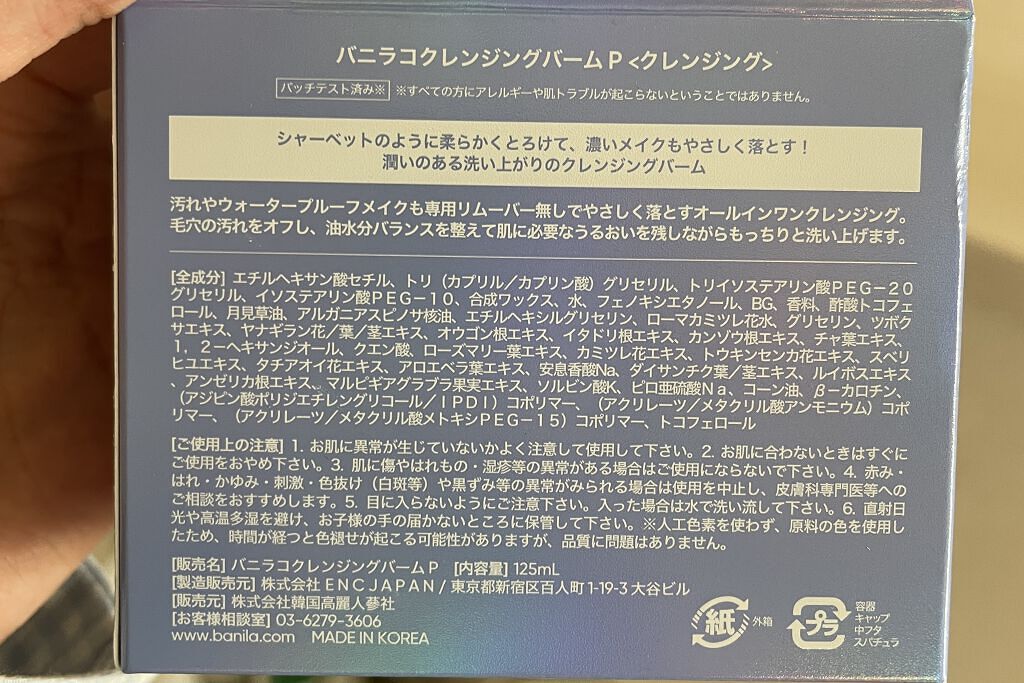 バニラコクレンジングバームP <クレンジング>
パッチテスト済み※ ※すべての方にアレルギーや肌トラブルが起こらないということではありません。
シャーベットのように柔らかくとろけて、濃いメイクもやさしく落とす!
潤いのある洗い上がりのクレンジングバーム
汚れやウォータープルーフメイクも専用リムーバー無しでやさしく落とすオールインワンクレンジング。
毛穴の汚れをオフし、油水分バランスを整えて肌に必要なうるおいを残しながらもっちりと洗い上げます。
[全成分] エチルヘキサン酸セチル、トリ(カプリル/カプリン酸)グリセリル、トリイソステアリン酸PEG-20
グリセリル、イソステアリン酸PEG-10、合成ワックス、水、フェノキシエタノール、BG、香料、酢酸トコフェ
ロール、月見草油、アルガニアスピノサ核油、エチルヘキシルグリセリン、ローマカミツレ花水、グリセリン、ツボク
サエキス、ヤナギラン花/葉/茎エキス、オウゴン根エキス、イタドリ根エキス、カンゾウ根エキス、チャ葉エキス、
1,2-ヘキサンジオール、クエン酸、ローズマリー葉エキス、カミツレ花エキス、トウキンセンカ花エキス、スベリ
ヒユエキス、タチアオイ花エキス、アロエベラ葉エキス、安息香酸Na、ダイサンチク葉/茎エキス、ルイボスエキス
、アンゼリカ根エキス、マルピギアグラブラ果実エキス、ソルビン酸K、ピロ亜硫酸Na、コーン油、β-カロチン、
(アジピン酸ポリジエチレングリコール/IPDI)コポリマー、(アクリレーツ/メタクリル酸アンモニウム)コポ
リマー、(アクリレーツ/メタクリル酸メトキシPEG-15)コポリマー、トコフェロール
[ご使用上の注意] 1. お肌に異常が生じていないかよく注意して使用して下さい。2. お肌に合わないときはすぐに
ご使用をおやめ下さい。3. 肌に傷やはれもの・湿疹等の異常がある場合はご使用にならないで下さい。4. 赤み・
はれ・かゆみ・刺激・色抜け(白斑等)や黒ずみ等の異常がみられる場合は使用を中止し、皮膚科専門医等への
ご相談をおすすめします。5. 目に入らないようにご注意下さい。入った場合は水で洗い流して下さい。6. 直射日
光や高温多湿を避け、お子様の手の届かないところに保管して下さい。※人工色素を使わず、原料の色を使用し
たため、時間が経つと色褪せが起こる可能性がありますが、品質に問題はありません。
[販売名] バニラコクレンジングバームP [内容量] 125mL
[製造販売元] 株式会社ENCJAPAN / 東京都新宿区百人町1-19-3 大谷ビル
[販売元] 株式会社韓国高麗人蔘社
[お客様相談室] 03-6279-3606
www.banila.com MADE IN KOREA
紙 外箱
プラ 容器
キャップ
中フタ
スパチュラ